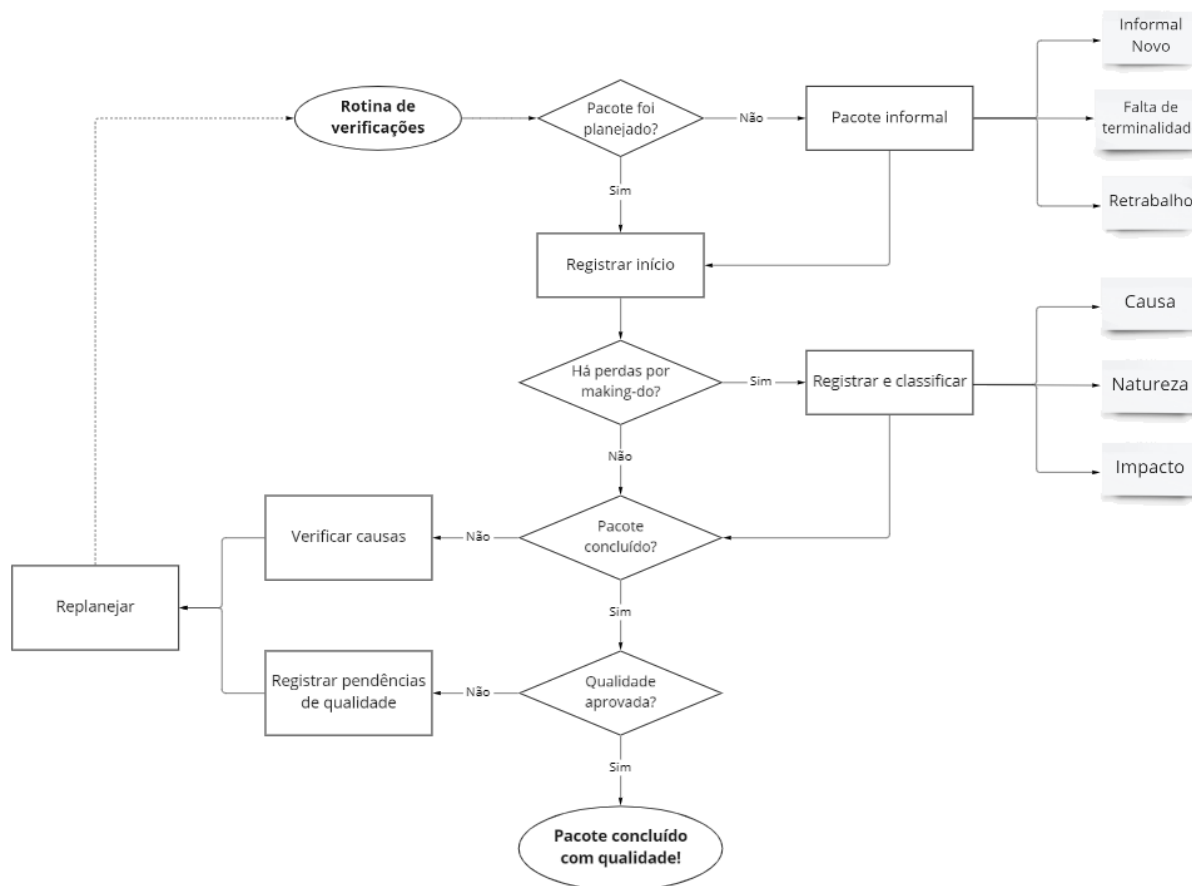 Informal
Novo
Rotina de
verificações
Pacote foi
planejado?
Não
Pacote informal
Falta de
terminalidad
Sim
Retrabalho
Registrar início
Causa
Há perdas por
making-do?
Sim
Registrar e classificar
Natureza
Não
Impacto
Verificar causas
Não
Pacote
concluído?
Replanejar
Sim
Registrar pendências
de qualidade
Não
Qualidade
aprovada?
Sim
Pacote concluído
com qualidade!